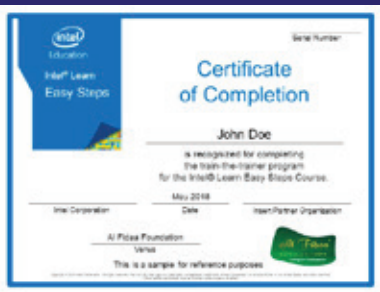 Serial Number
intel
Education
Intel® Learn
Easy Steps
Certificate
of Completion
John Doe
is recognized for completing
the train-the-trainer program
for the Intel® Learn Easy Steps Course.
May 2018
Intel Corporation
Date
Insert Partner Organization
Al Fidaa Foundation
Venue
This is a sample for reference purposes